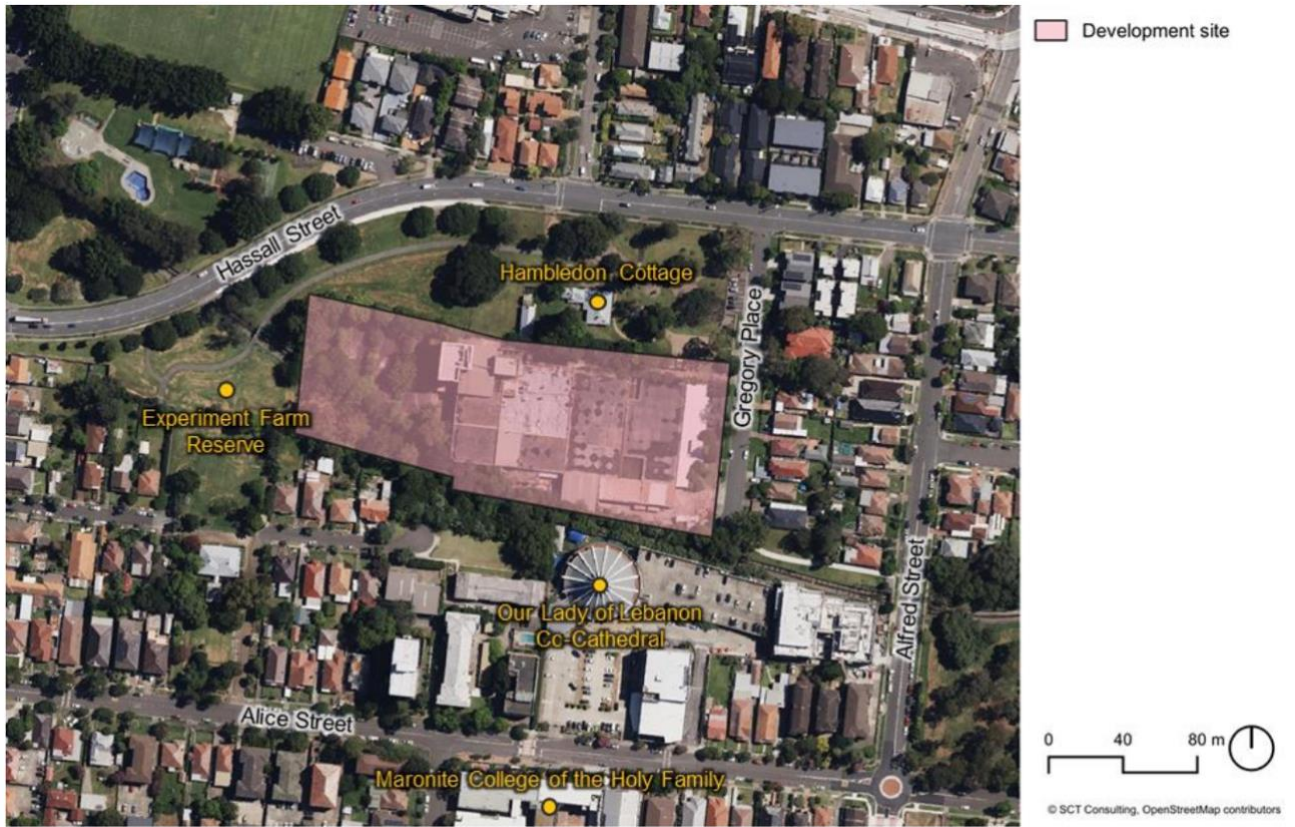 Development site
Hassall Street
Hambledon Cottage
Gregory Place
Experiment Farm
Reserve
Our Lady of Lebanon
Co-Cathedral
Alfred Street
Alice Street
Maronite College of the Holy Family
0 40 80 m
© SCT Consulting, OpenStreetMap contributors